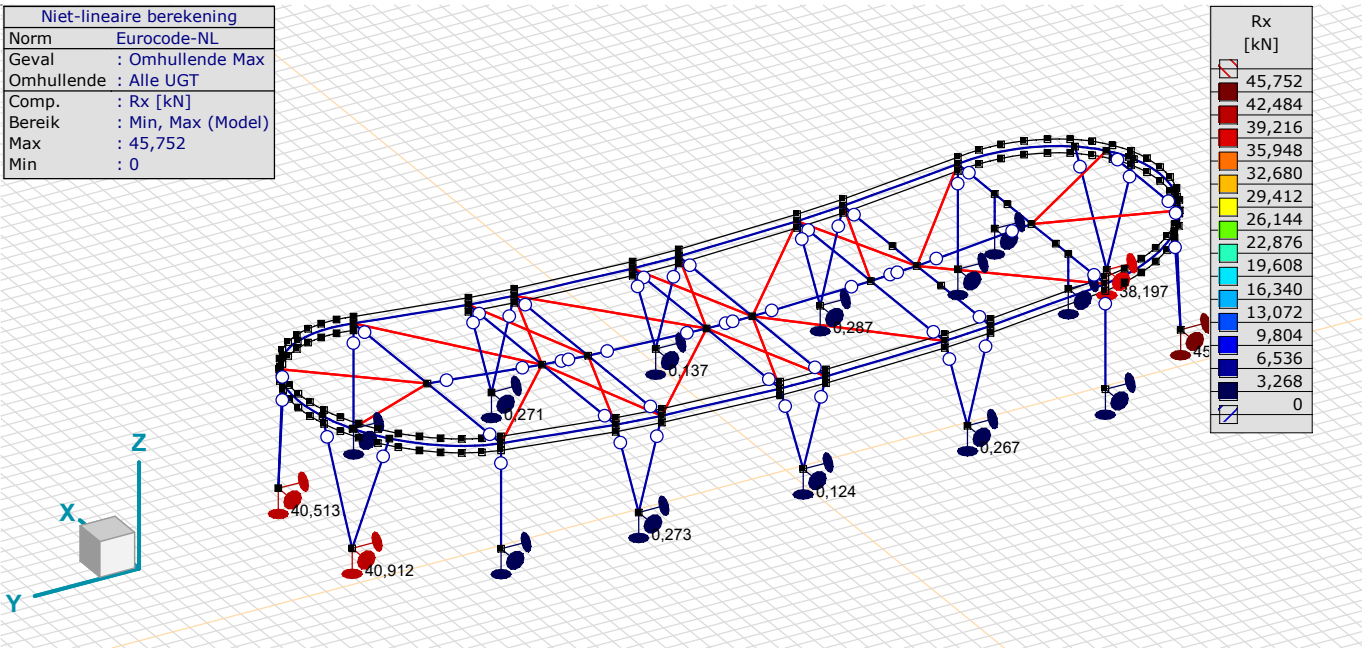 Niet-lineaire berekening
Norm Eurocode-NL
Geval : Omhullende Max
Omhullende : Alle UGT
Comp. : Rx [kN]
Bereik : Min, Max (Model)
Max : 45,752
Min : 0
Rx
[kN]
45,752
42,484
39,216
35,948
32,680
29,412
26,144
22,876
19,608
16,340
13,072
9,804
6,536
3,268
0
38,197
0,287
45
0,137
0,271
0,267
0,124
40,513
0,273
40,912
Z
X
Y